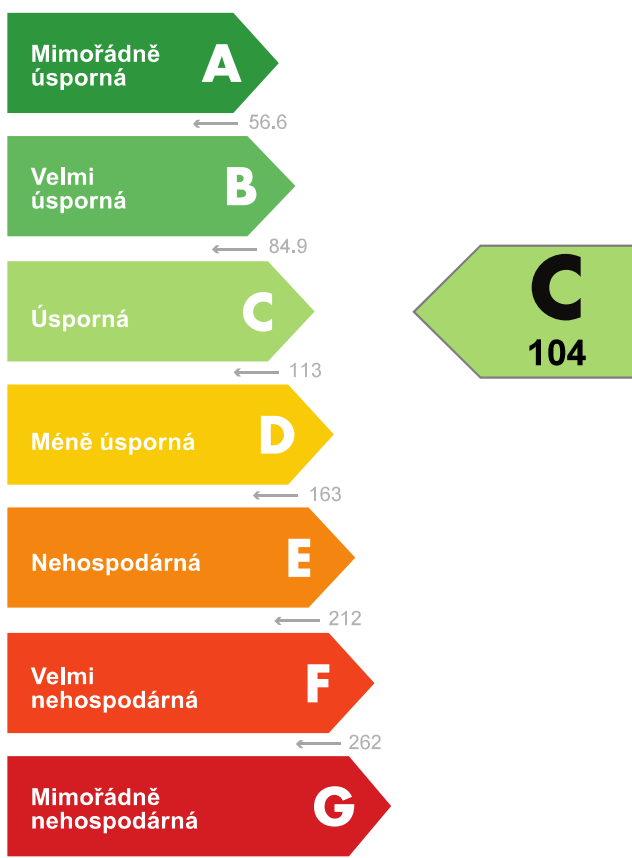 Mimořádně
úsporná
A
56.6
Velmi
úsporná
B
84.9
Úsporná
C
113
C
104
Méně úsporná
D
163
Nehospodárná
E
212
Velmi
nehospodárná
F
262
Mimořádně
nehospodárná
G